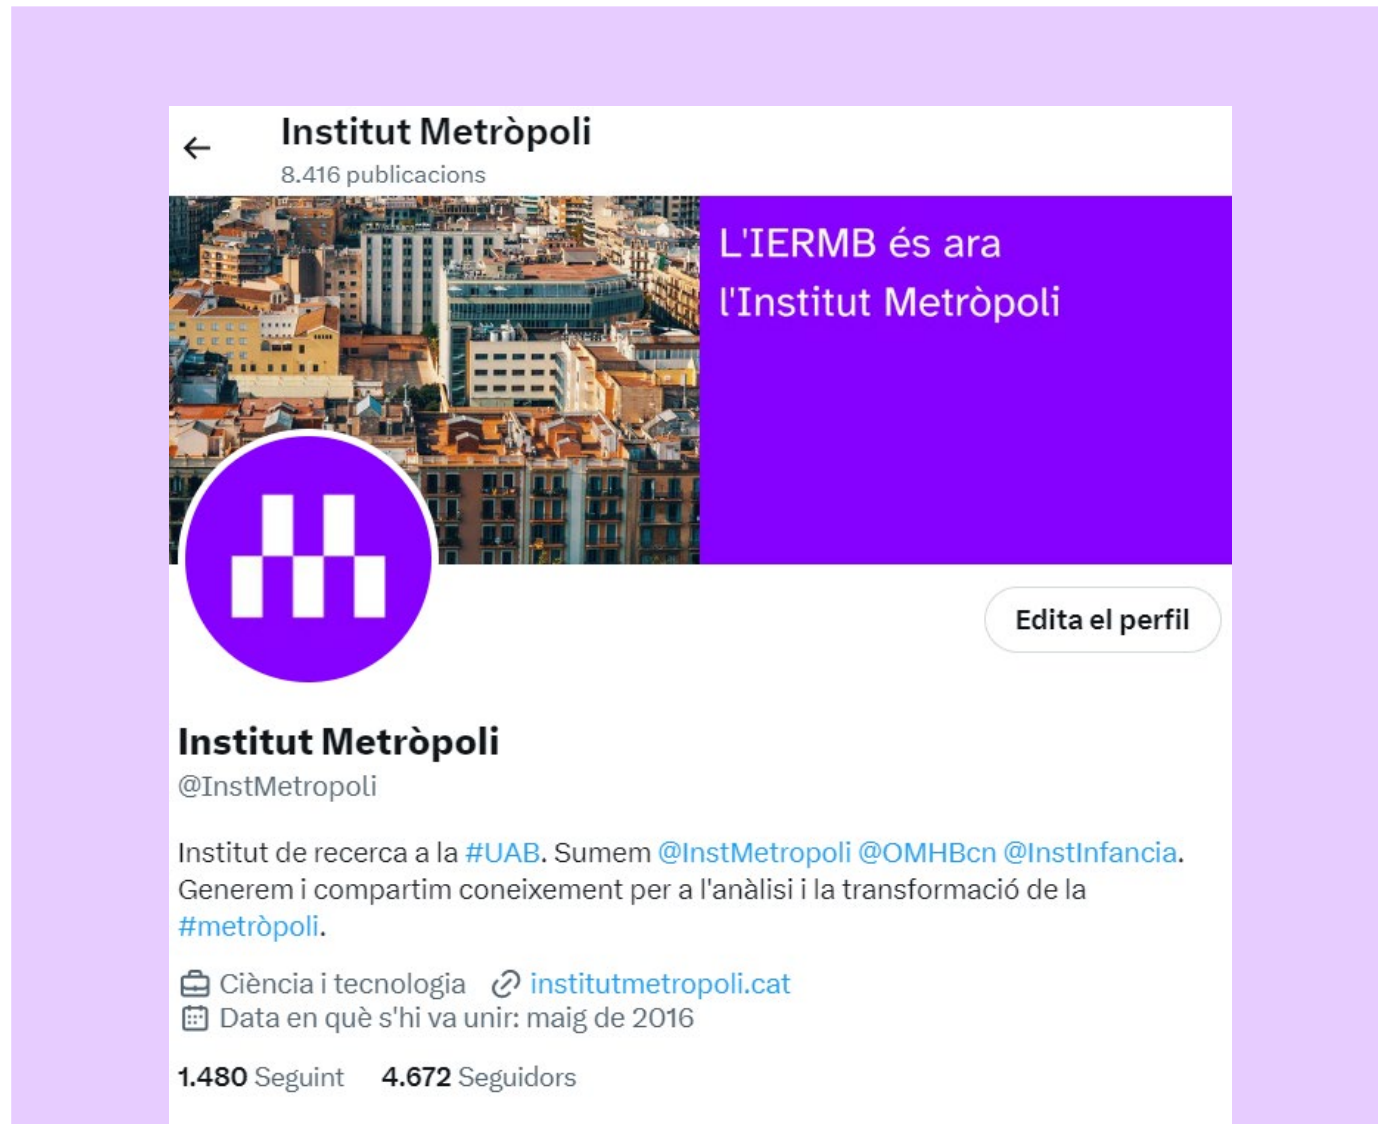 Institut Metròpoli
8.416 publicacions
L'IERMB és ara
l'Institut Metròpoli
Edita el perfil
Institut Metròpoli
@InstMetropoli
Institut de recerca a la #UAB. Sumem @InstMetropoli @OMHBcn @InstInfancia.
Generem i compartim coneixement per a l'anàlisi i la transformació de la
#metròpoli.
Ciència i tecnologia institutmetropoli.cat
Data en què s'hi va unir: maig de 2016
1.480 Seguint 4.672 Seguidors